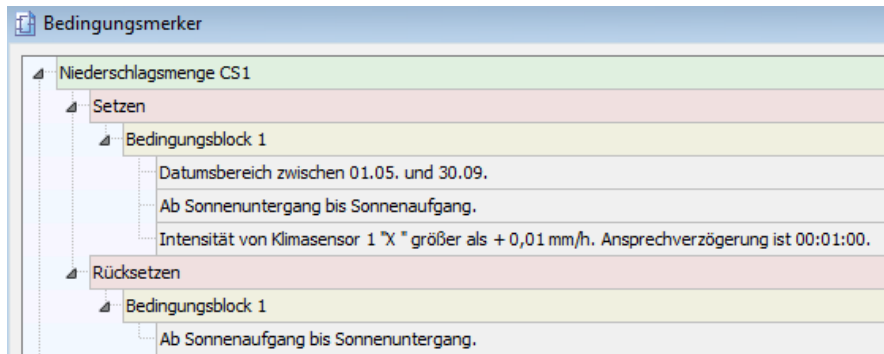 Bedingungsmerker
Niederschlagsmenge CS1
Setzen
Bedingungsblock 1
Datumsbereich zwischen 01.05. und 30.09.
Ab Sonnenuntergang bis Sonnenaufgang.
Intensität von Klimasensor 1 "X " größer als + 0,01 mm/h. Ansprechverzögerung ist 00:01:00.
Rücksetzen
Bedingungsblock 1
Ab Sonnenaufgang bis Sonnenuntergang.